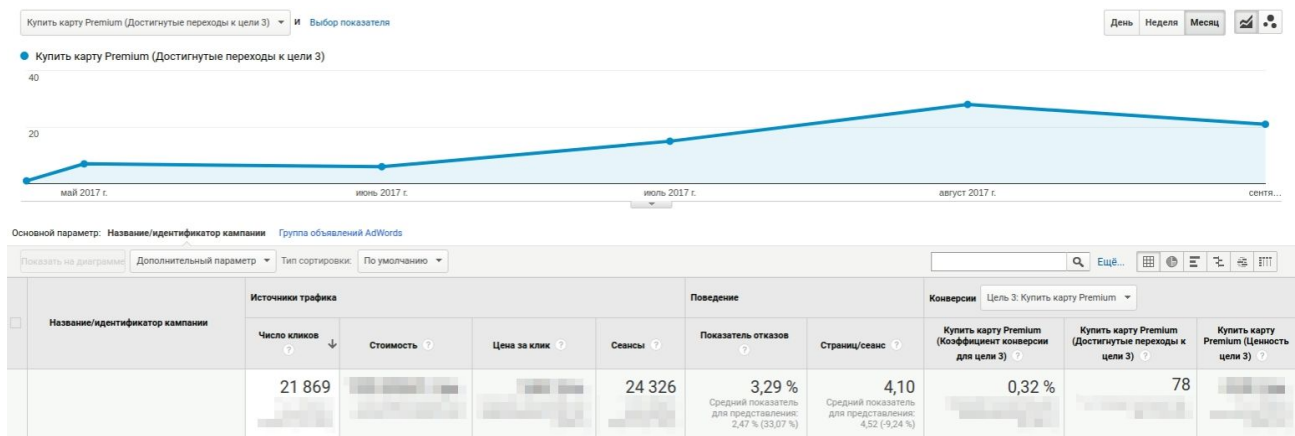 Купить карту Premium (Достигнутые переходы к цели 3) и Выбор показателя
День Неделя Месяц
Купить карту Premium (Достигнутые переходы к цели 3)
40
20
май 2017 г. июнь 2017 г. июль 2017 г. август 2017 г. сентя...
Основной параметр: Название/идентификатор кампании Группа объявлений AdWords
Показать на диаграмме Дополнительный параметр Тип сортировки: По умолчанию Ещё...
Источники трафика Поведение Конверсии Цель 3: Купить карту Premium
Название/идентификатор кампании
Число кликов ?
Стоимость ?
Цена за клик ?
Сеансы ?
Показатель отказов ?
Страниц/сеанс ?
Купить карту Premium
(Коэффициент конверсии
для цели 3) ?
Купить карту Premium
(Достигнутые переходы к
цели 3) ?
Купить карту
Premium (Ценность
цели 3) ?
21 869
24 326
3,29 %
Средний показатель
для представления:
2,47 % (33,07 %)
4,10
Средний показатель
для представления:
4,52 (-9,24 %)
0,32 %
78